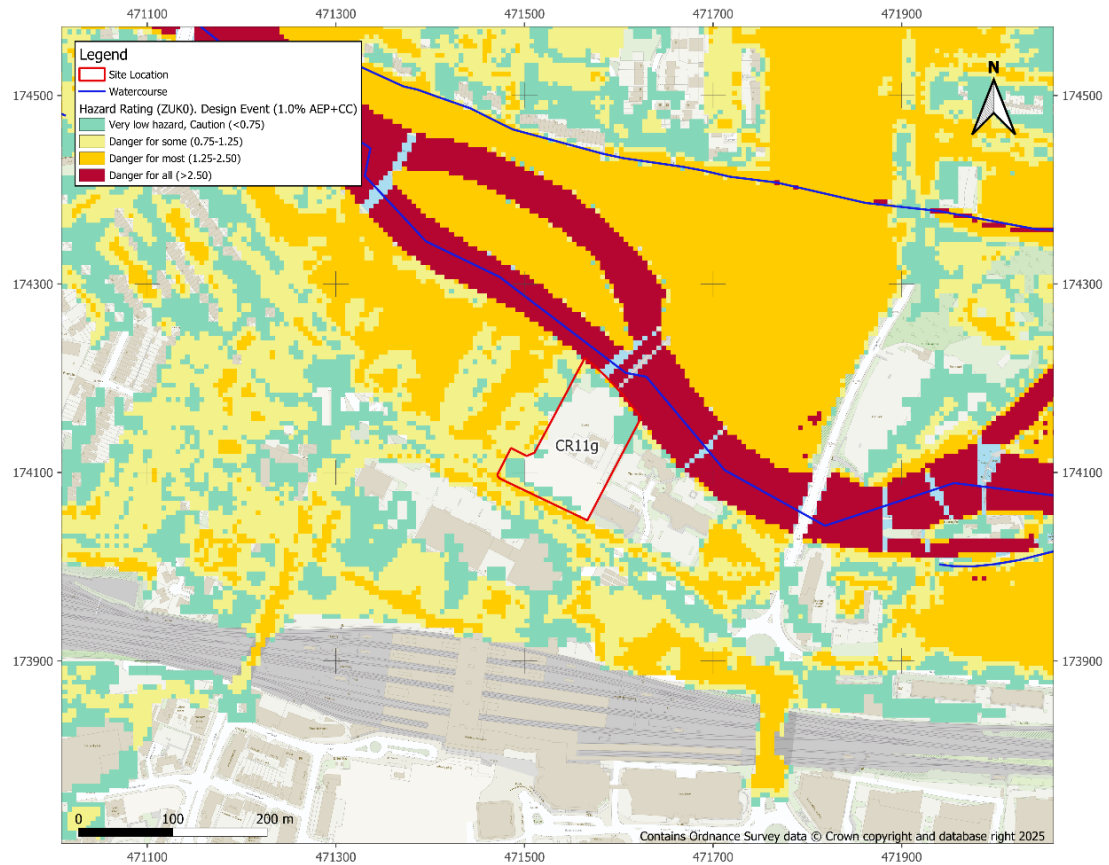 471100 471300 471500 471700 471900
Legend
Site Location
Watercourse
Hazard Rating (ZUK0). Design Event (1.0% AEP+CC)
Very low hazard, Caution (<0.75)
Danger for some (0.75-1.25)
Danger for most (1.25-2.50)
Danger for all (>2.50)
N
174500 174500
174300 174300
CR11g
174100 174100
173900 173900
0 100 200 m
Contains Ordnance Survey data © Crown copyright and database right 2025
471100 471300 471500 471700 471900